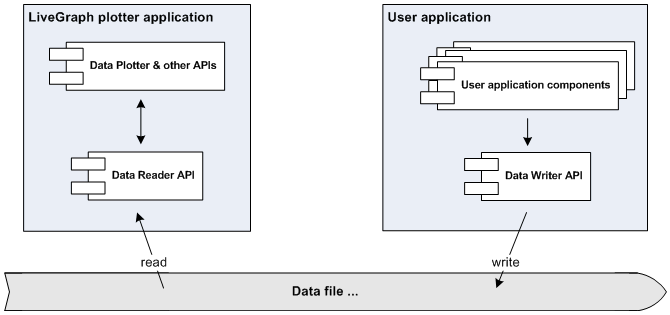 LiveGraph plotter application
Data Plotter & other APIs
Data Reader API
User application
User application components
Data Writer API
read
write
Data file ...